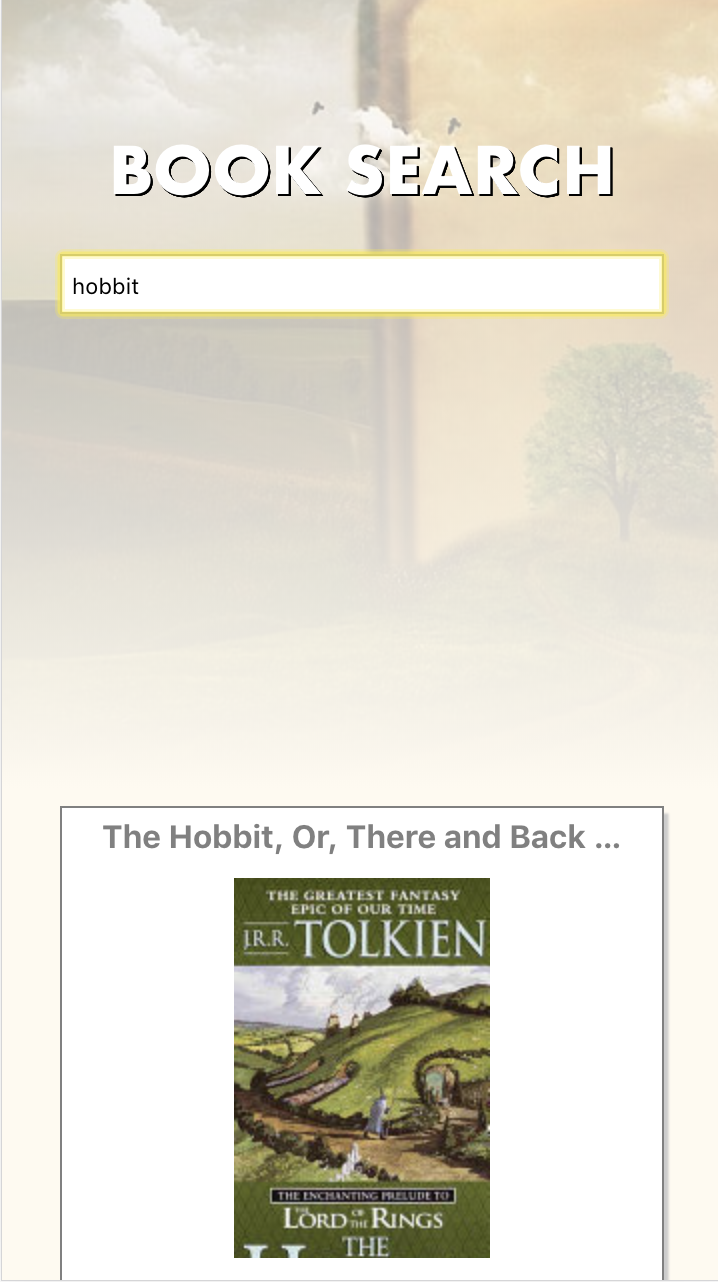 BOOK SEARCH
hobbit
The Hobbit, Or, There and Back ...
THE GREATEST FANTASY
EPIC OF OUR TIME
J.R.R. TOLKIEN
THE ENCHANTING PRELUDE TO
THE LORD OF THE RINGS
THE